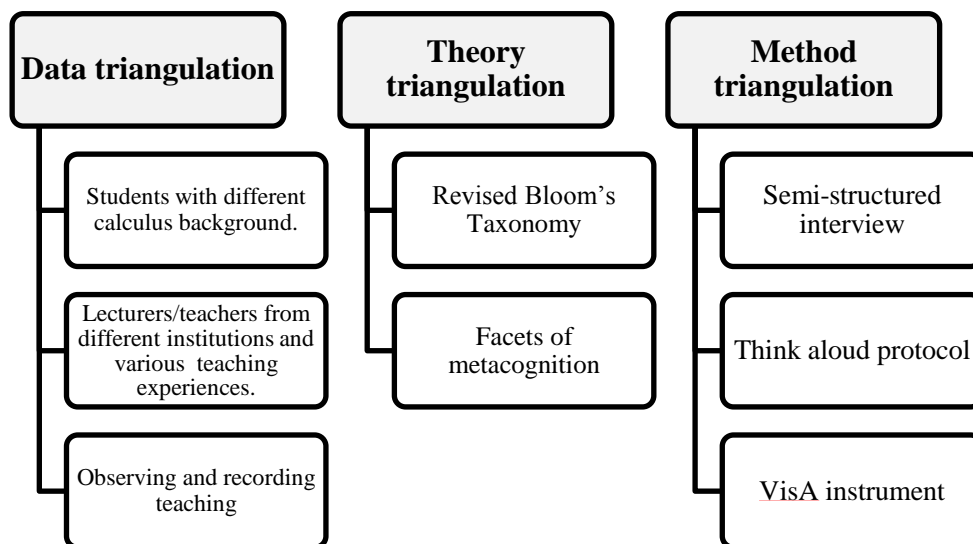 Data triangulation
Students with different
calculus background.
Lecturers/teachers from
different institutions and
various teaching
experiences.
Observing and recording
teaching
Theory
triangulation
Revised Bloom’s
Taxonomy
Facets of
metacognition
Method
triangulation
Semi-structured
interview
Think aloud protocol
VisA instrument